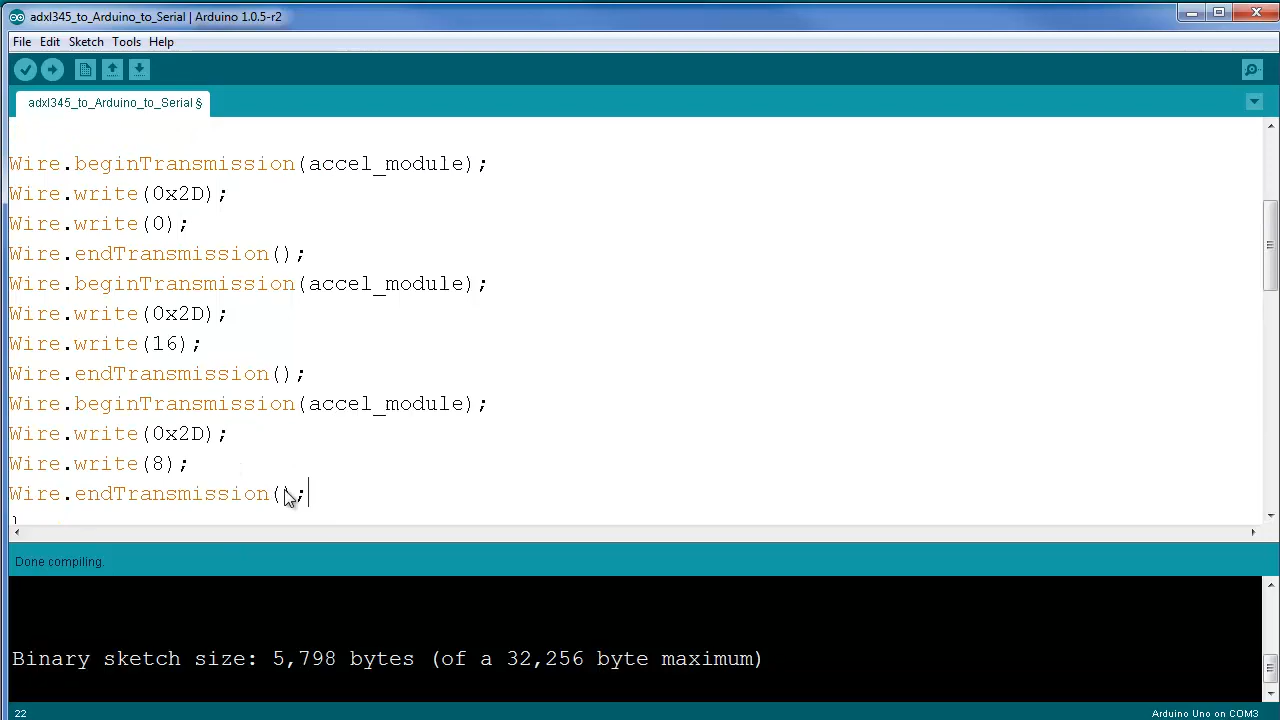 adxl345_to_Arduino_to_Serial | Arduino 1.0.5-r2
File Edit Sketch Tools Help
adxl345_to_Arduino_to_Serial §
Wire.beginTransmission(accel_module);
Wire.write(0x2D);
Wire.write(0);
Wire.endTransmission();
Wire.beginTransmission(accel_module);
Wire.write(0x2D);
Wire.write(16);
Wire.endTransmission();
Wire.beginTransmission(accel_module);
Wire.write(0x2D);
Wire.write(8);
Wire.endTransmission();
}
Done compiling.
Binary sketch size: 5,798 bytes (of a 32,256 byte maximum)
22 Arduino Uno on COM3